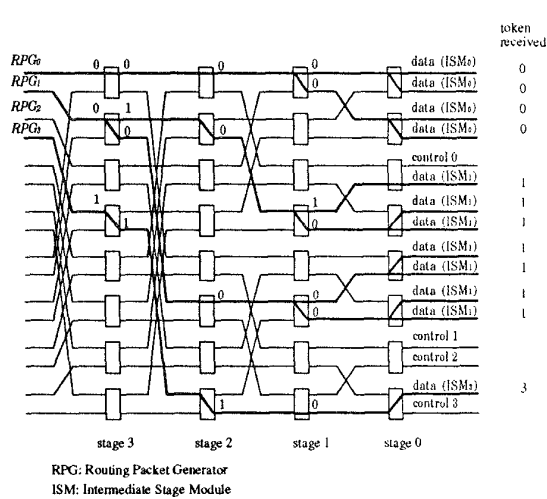 token
received
RPG0 0 0 0 0 data (ISM0) 0
RPG1 0 data (ISM0) 0
RPG2 0 1 data (ISM0) 0
RPG3 0 0 data (ISM0) 0
control 0
data (ISM1) 1
1 1 data (ISM1) 1
1 0 data (ISM1) 1
data (ISM1) 1
data (ISM1) 1
0 0 data (ISM1) 1
0 data (ISM1) 1
control 1
control 2
data (ISM3) 3
1 0 control 3
stage 3 stage 2 stage 1 stage 0
RPG: Routing Packet Generator
ISM: Intermediate Stage Module